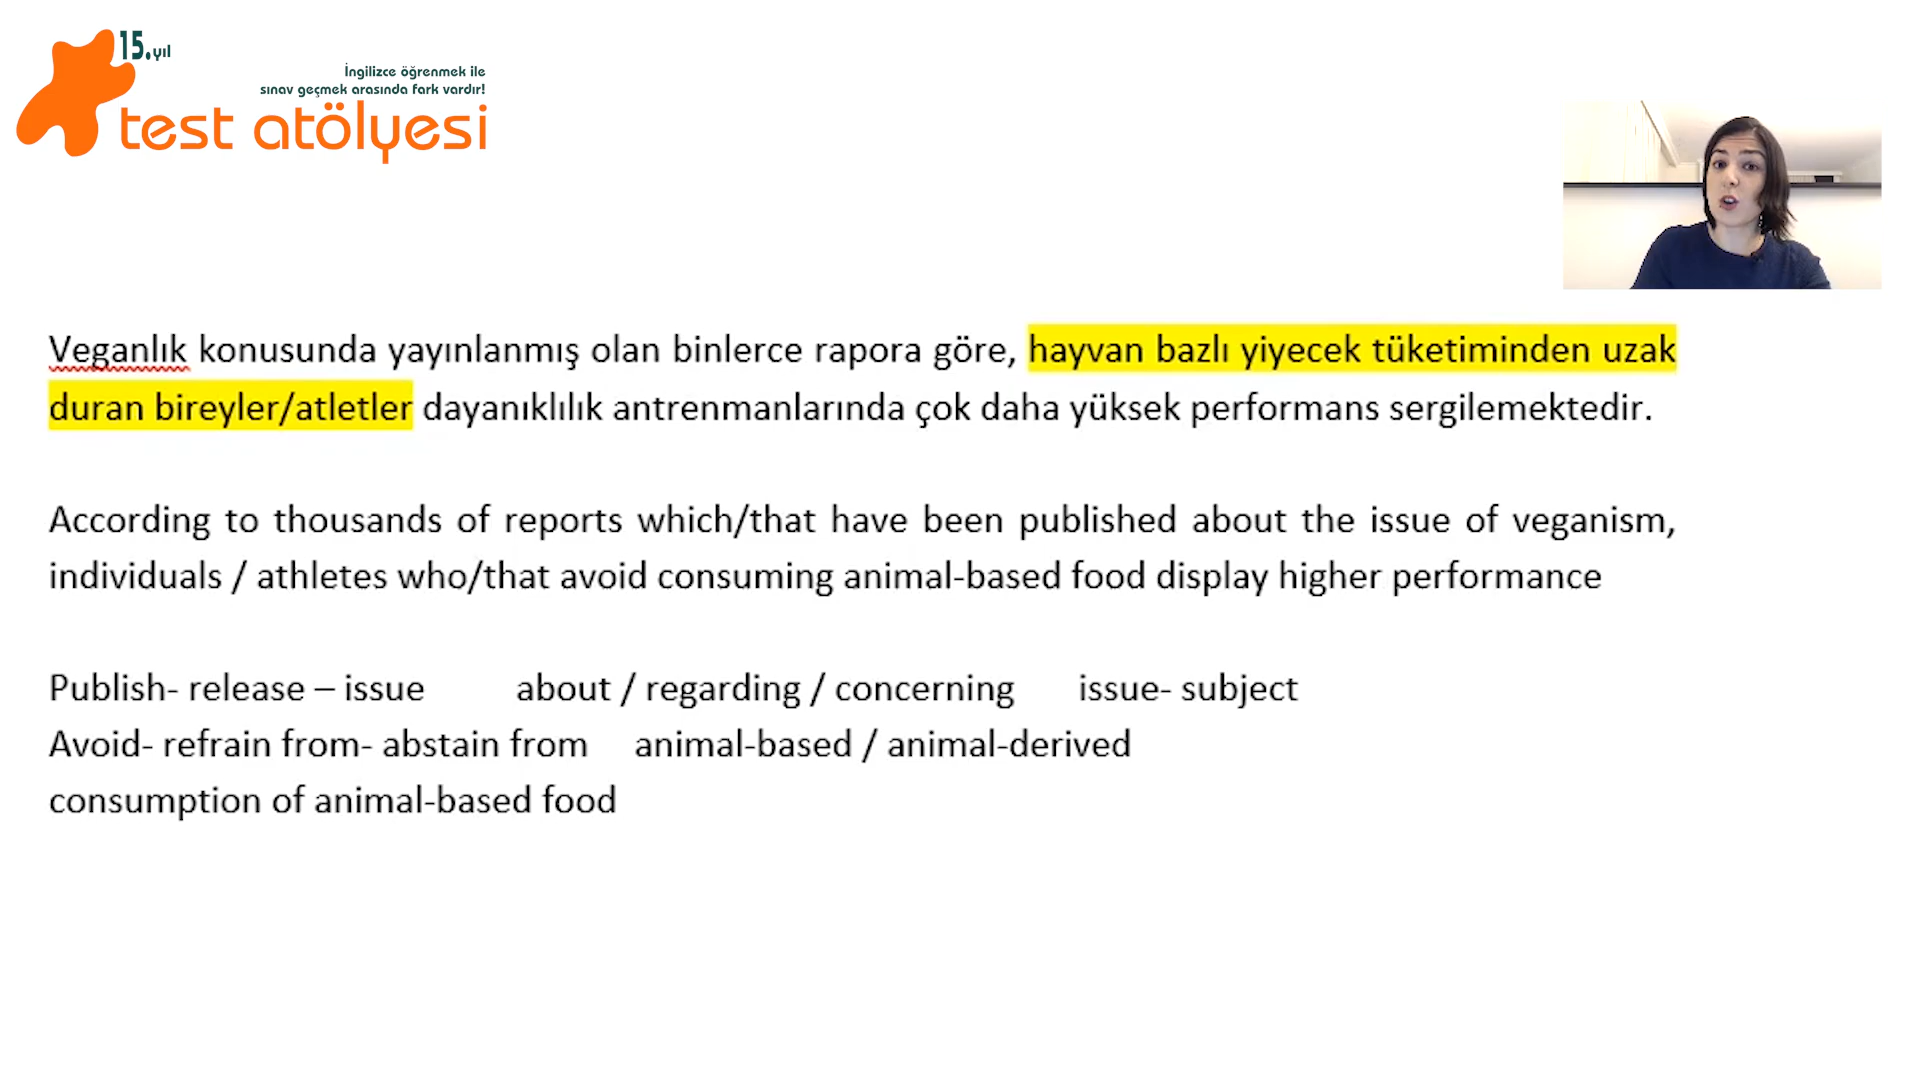 15.yıl
İngilizce öğrenmek ile
sınav geçmek arasında fark vardır!
test atölyesi
Veganlık konusunda yayınlanmış olan binlerce rapora göre, hayvan bazlı yiyecek tüketiminden uzak
duran bireyler/atletler dayanıklılık antrenmanlarında çok daha yüksek performans sergilemektedir.
According to thousands of reports which/that have been published about the issue of veganism,
individuals / athletes who/that avoid consuming animal-based food display higher performance
Publish- release – issue about / regarding / concerning issue- subject
Avoid- refrain from- abstain from animal-based / animal-derived
consumption of animal-based food